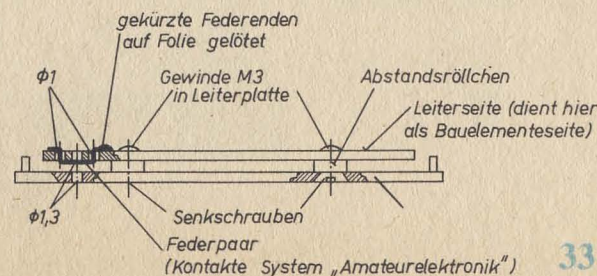 gekürzte Federenden
auf Folie gelötet
ϕ1
Gewinde M3
in Leiterplatte
Abstandsröllchen
Leiterseite (dient hier
als Bauelementeseite)
ϕ1,3
Senkschrauben
Federpaar
(Kontakte System „Amateurelektronik")
33